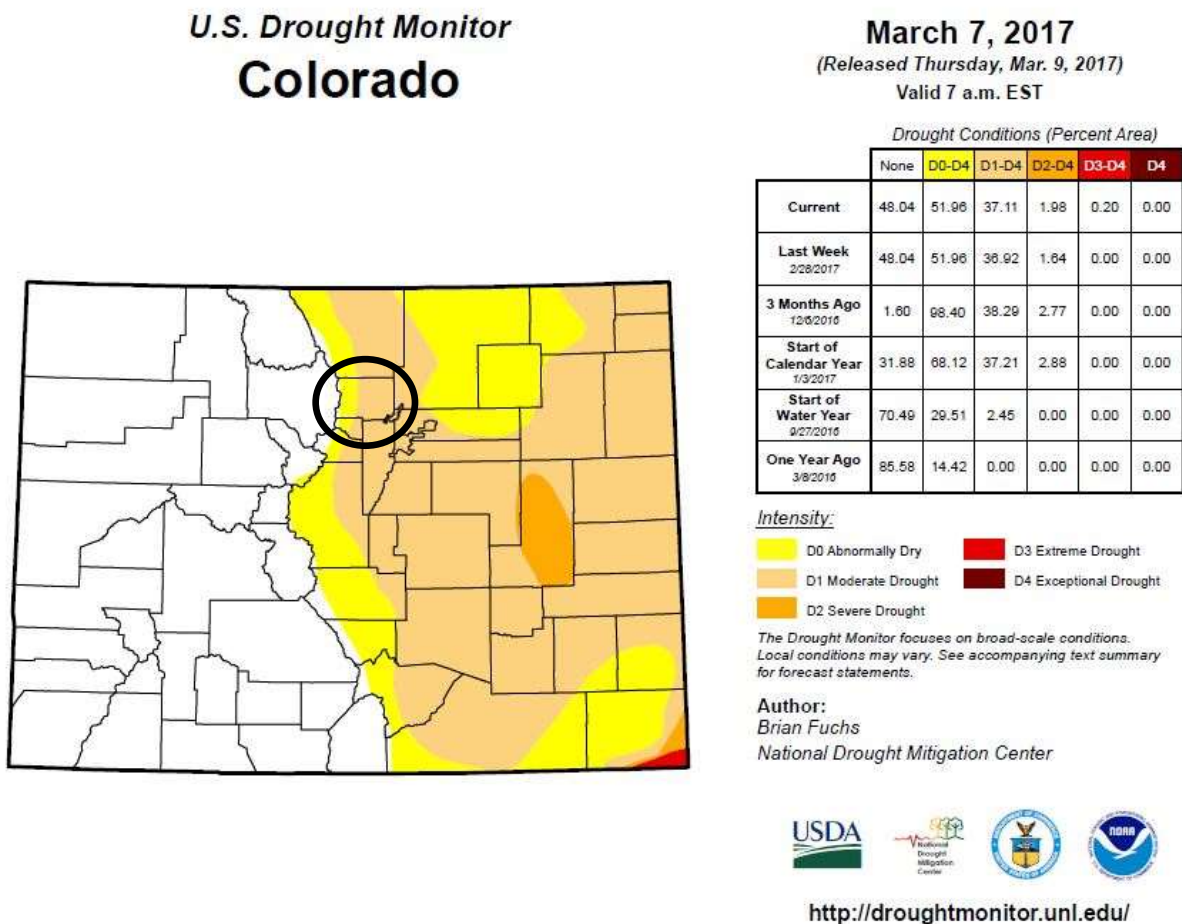 U.S. Drought Monitor
Colorado
March 7, 2017
(Released Thursday, Mar. 9, 2017)
Valid 7 a.m. EST
Drought Conditions (Percent Area)
None D0-D4 D1-D4 D2-D4 D3-D4 D4
Current 48.04 51.96 37.11 1.98 0.20 0.00
Last Week
2/28/2017 48.04 51.96 36.92 1.64 0.00 0.00
3 Months Ago
12/6/2016 1.60 98.40 38.29 2.77 0.00 0.00
Start of
Calendar Year
1/3/2017 31.88 68.12 37.21 2.88 0.00 0.00
Start of
Water Year
9/27/2016 70.49 29.51 2.45 0.00 0.00 0.00
One Year Ago
3/8/2016 85.58 14.42 0.00 0.00 0.00 0.00
Intensity:
D0 Abnormally Dry
D1 Moderate Drought
D2 Severe Drought
D3 Extreme Drought
D4 Exceptional Drought
The Drought Monitor focuses on broad-scale conditions.
Local conditions may vary. See accompanying text summary
for forecast statements.
Author:
Brian Fuchs
National Drought Mitigation Center
USDA
National
Drought
Mitigation
Center
NOAA
http://droughtmonitor.unl.edu/